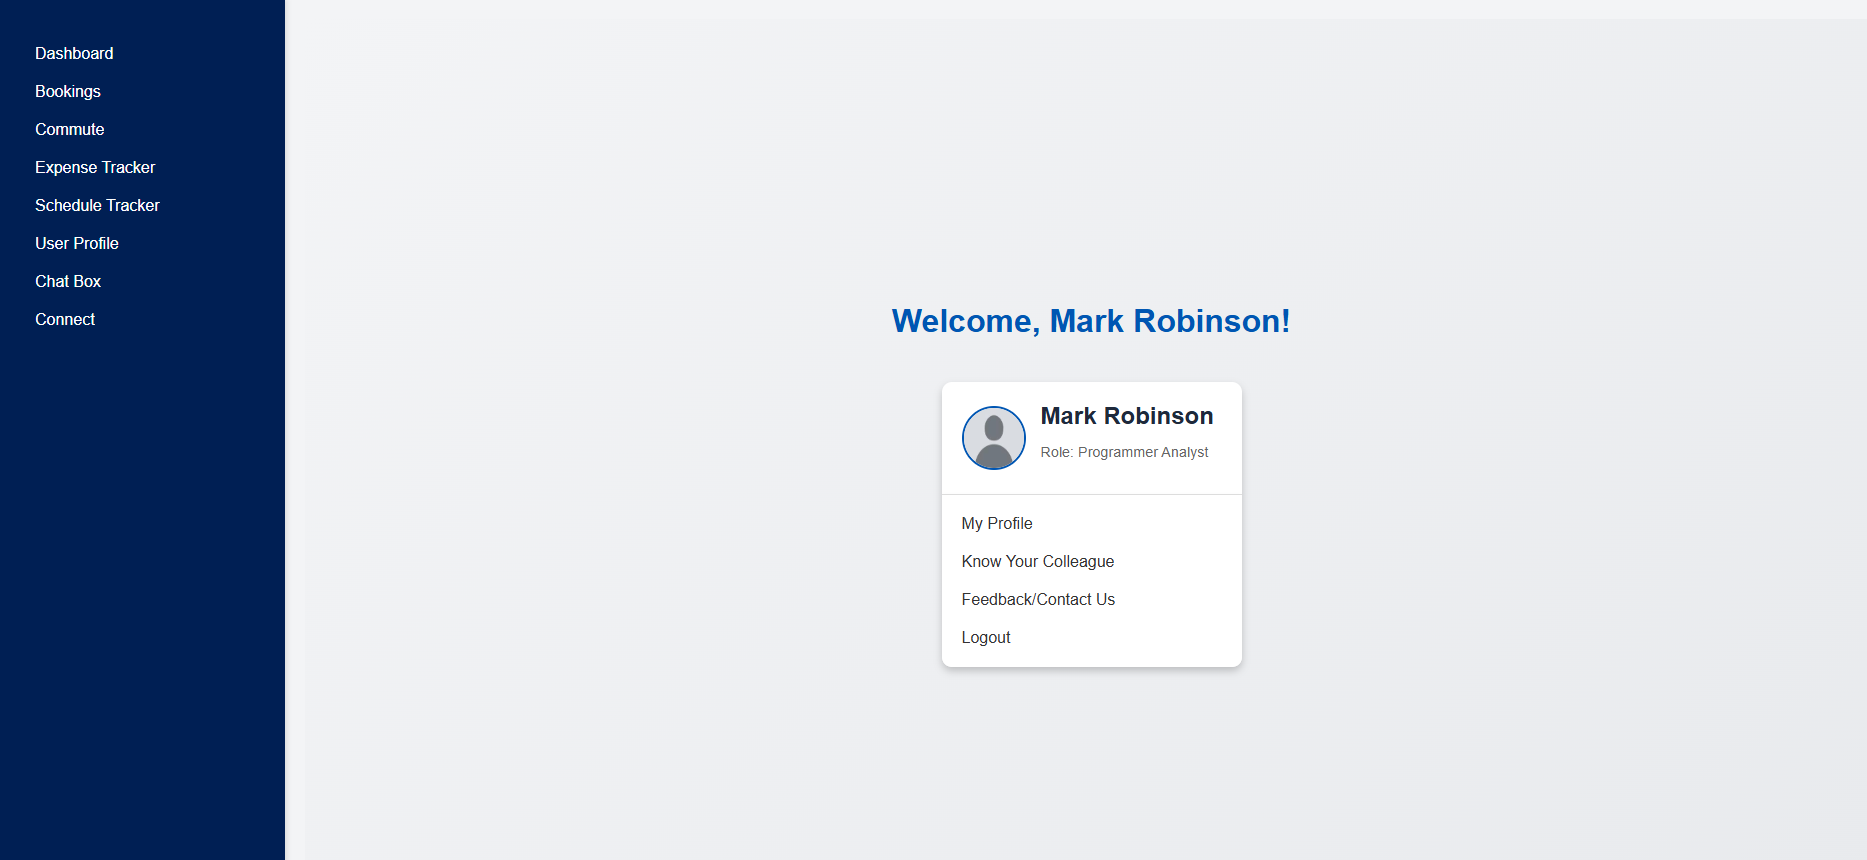 Dashboard
Bookings
Commute
Expense Tracker
Schedule Tracker
User Profile
Chat Box
Connect
Welcome, Mark Robinson!
Mark Robinson
Role: Programmer Analyst
My Profile
Know Your Colleague
Feedback/Contact Us
Logout